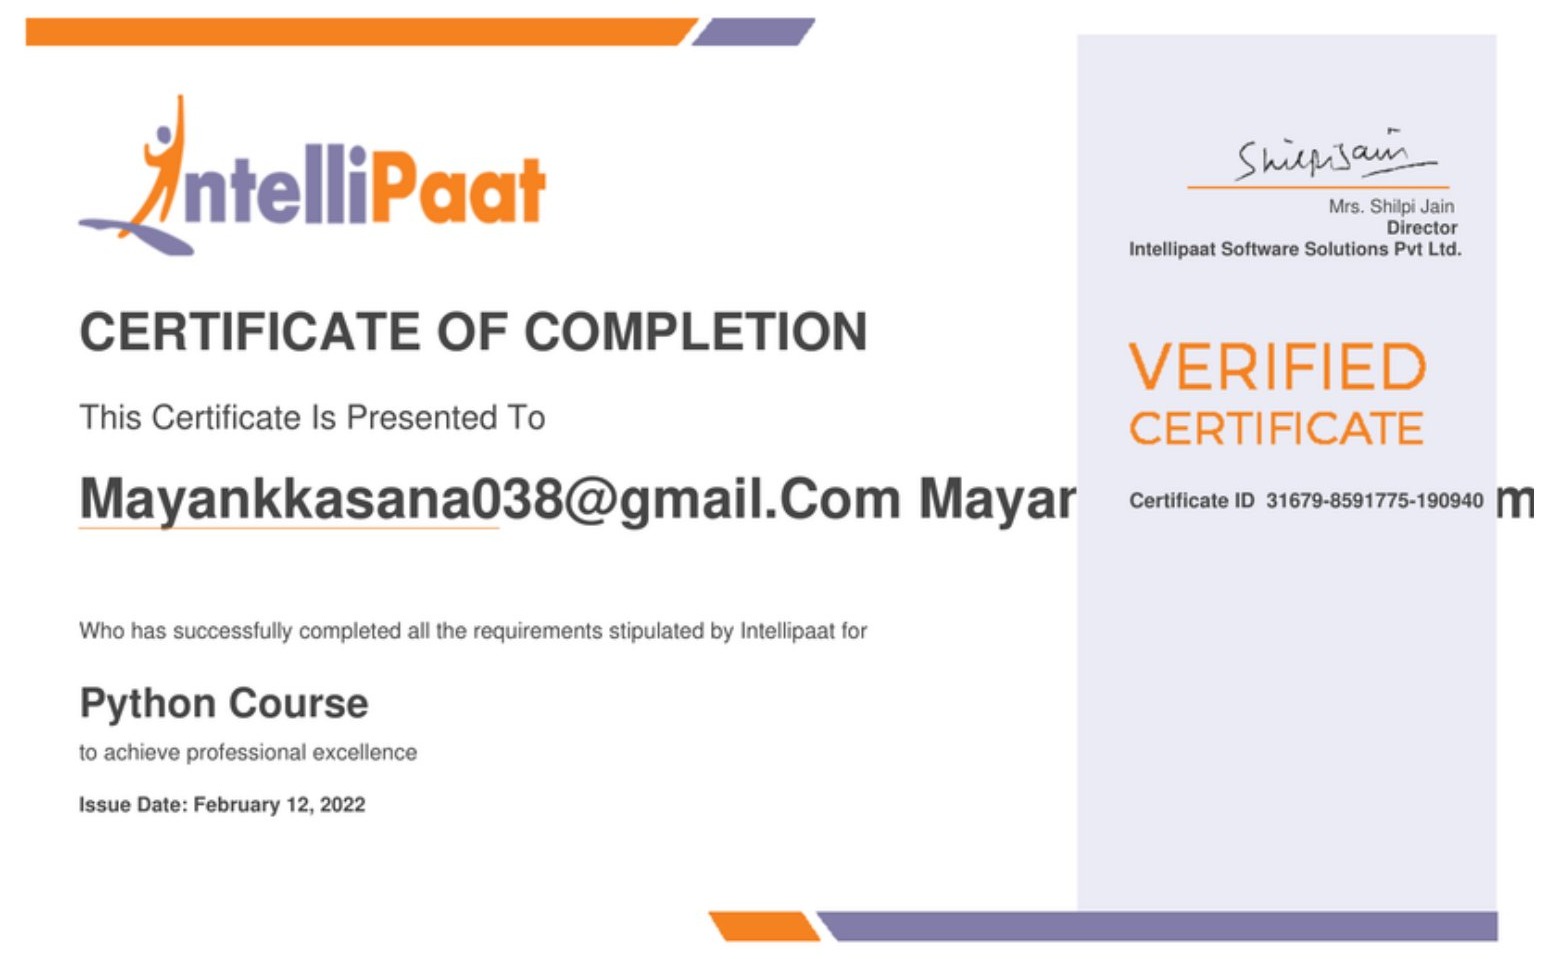 IntelliPaat
CERTIFICATE OF COMPLETION
This Certificate Is Presented To
Mayankkasana038@gmail.Com
Who has successfully completed all the requirements stipulated by Intellipaat for
Python Course
to achieve professional excellence
Issue Date: February 12, 2022
Shilpi Jain
Mrs. Shilpi Jain
Director
Intellipaat Software Solutions Pvt Ltd.
VERIFIED
CERTIFICATE
Certificate ID 31679-8591775-190940